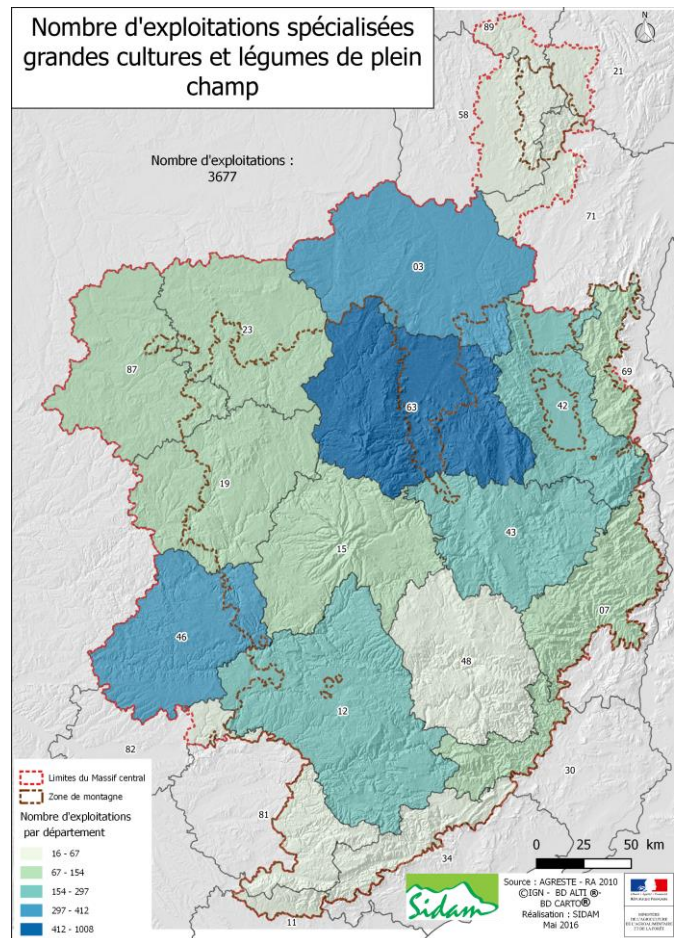 Nombre d'exploitations spécialisées
grandes cultures et légumes de plein
champ
N
89
21
58
Nombre d'exploitations :
3677
71
03
23
87
69
63
42
19
43
15
07
46
48
12
82
30
81
34
11
Limites du Massif central
Zone de montagne
Nombre d'exploitations
par département
16 - 67
67 - 154
154 - 297
297 - 412
412 - 1008
0 25 50 km
Sidam
Source : AGRESTE - RA 2010
©IGN - BD ALTI ®-
BD CARTO®
Réalisation : SIDAM
Mai 2016